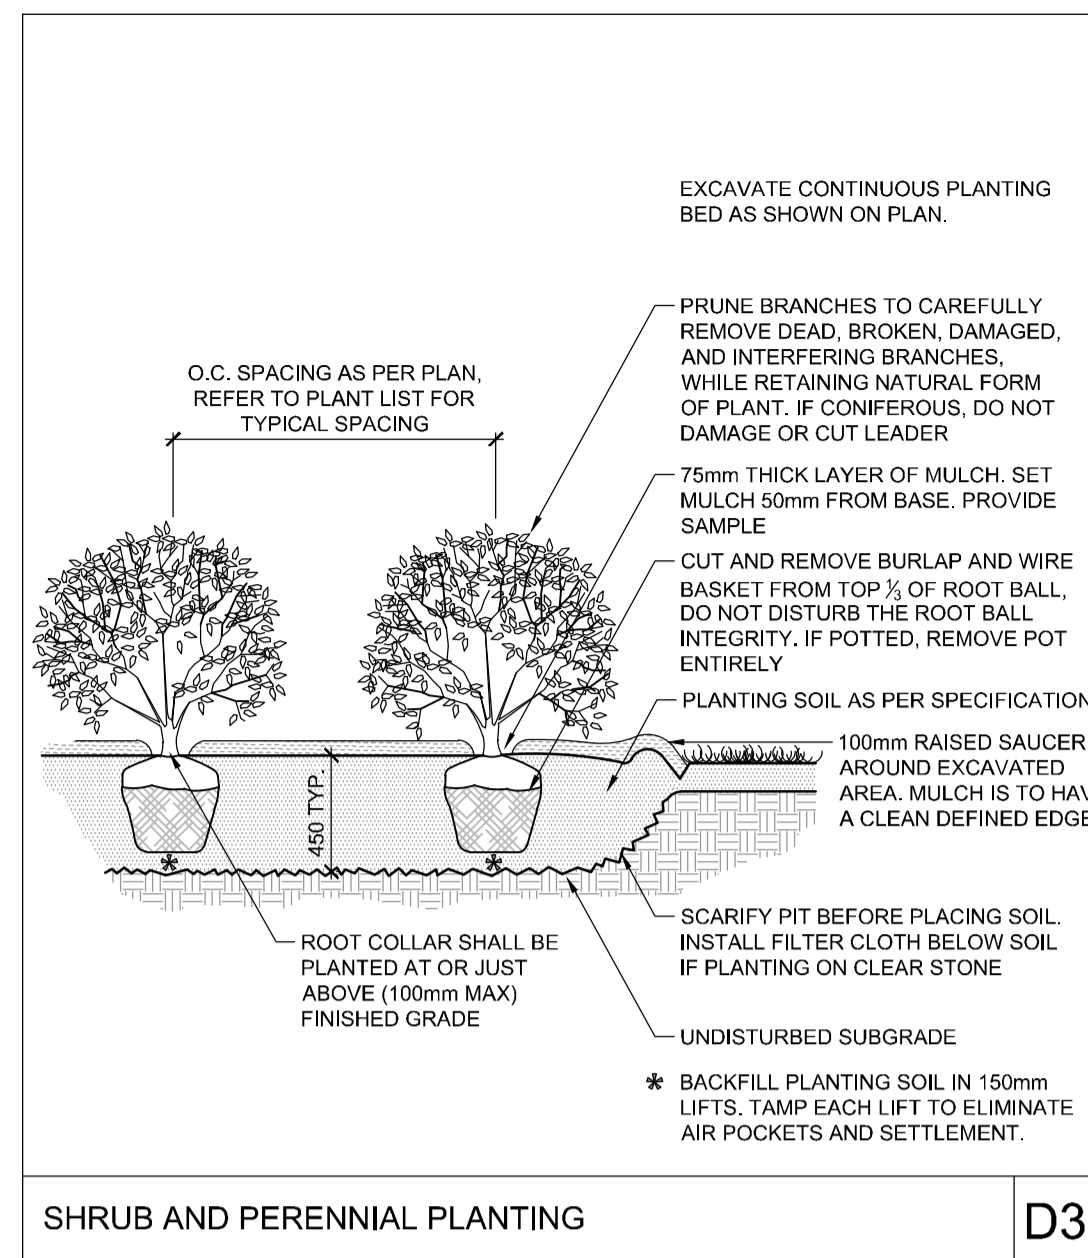 EXCAVATE CONTINUOUS PLANTING
BED AS SHOWN ON PLAN.
PRUNE BRANCHES TO CAREFULLY
REMOVE DEAD, BROKEN, DAMAGED,
AND INTERFERING BRANCHES,
WHILE RETAINING NATURAL FORM
OF PLANT. IF CONIFEROUS, DO NOT
DAMAGE OR CUT LEADER
O.C. SPACING AS PER PLAN,
REFER TO PLANT LIST FOR
TYPICAL SPACING
75mm THICK LAYER OF MULCH. SET
MULCH 50mm FROM BASE. PROVIDE
SAMPLE
CUT AND REMOVE BURLAP AND WIRE
BASKET FROM TOP ⅓ OF ROOT BALL,
DO NOT DISTURB THE ROOT BALL
INTEGRITY. IF POTTED, REMOVE POT
ENTIRELY
PLANTING SOIL AS PER SPECIFICATION
100mm RAISED SAUCER
AROUND EXCAVATED
AREA. MULCH IS TO HAV
A CLEAN DEFINED EDGE
450 TYP.
SCARIFY PIT BEFORE PLACING SOIL.
INSTALL FILTER CLOTH BELOW SOIL
IF PLANTING ON CLEAR STONE
ROOT COLLAR SHALL BE
PLANTED AT OR JUST
ABOVE (100mm MAX)
FINISHED GRADE
UNDISTURBED SUBGRADE
* BACKFILL PLANTING SOIL IN 150mm
LIFTS. TAMP EACH LIFT TO ELIMINATE
AIR POCKETS AND SETTLEMENT.
SHRUB AND PERENNIAL PLANTING
D3